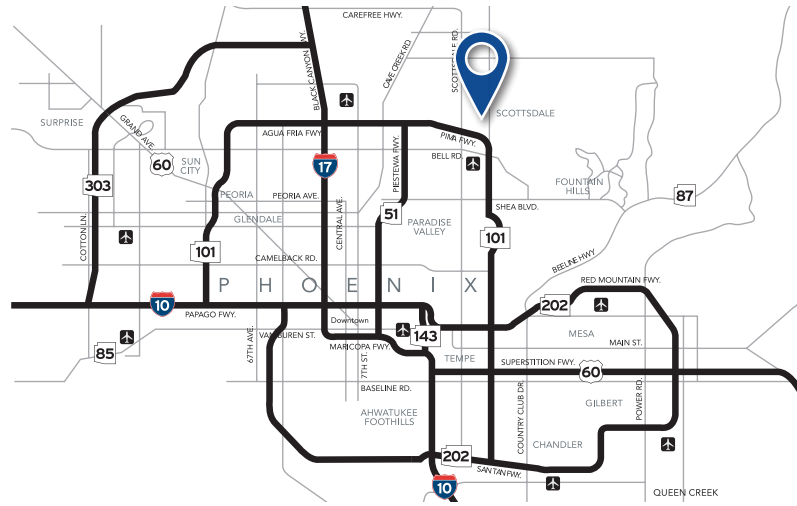 CAREFREE HWY.
BLACK CANYON FWY.
CAVE CREEK RD
SCOTTSDALE RD.
SURPRISE
GRAND AVE.
SCOTTSDALE
AGUA FRIA FWY.
PIMA FWY.
60
SUN
CITY
17
PIESTEWA FWY.
BELL RD.
303
FOUNTAIN
HILLS
87
PEORIA
PEORIA AVE.
51
SHEA BLVD.
GLENDALE
CENTRAL AVE.
PARADISE
VALLEY
COTTON LN.
101
101
CAMELBACK RD.
BEELINE HWY
PHOENIX
RED MOUNTAIN FWY.
10
PAPAGO FWY.
202
Downtown
67TH AVE.
VAN BUREN ST.
143
MESA
85
MARICOPA FWY.
MAIN ST.
7TH ST.
TEMPE
SUPERSTITION FWY.
60
BASELINE RD.
COUNTRY CLUB DR.
POWER RD.
GILBERT
AHWATUKEE
FOOTHILLS
CHANDLER
202
SANTAN FWY.
10
QUEEN CREEK